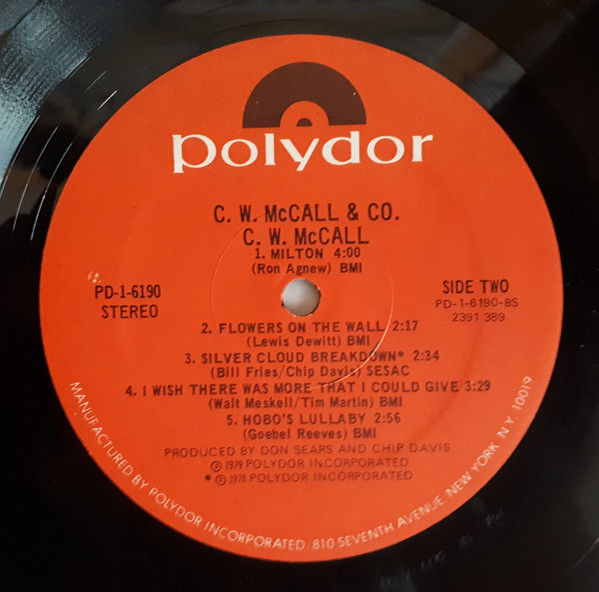 polydor
C. W. McCALL & CO.
C. W. McCALL
1. MILTON 4:00
(Ron Agnew) BMI
PD-1-6190
STEREO
SIDE TWO
PD-1-6190-BS
2391 389
2. FLOWERS ON THE WALL 2:17
(Lewis Dewitt) BMI
3. SILVER CLOUD BREAKDOWN* 2:34
(Bill Fries/Chip Davis) SESAC
4. I WISH THERE WAS MORE THAT I COULD GIVE 3:29
(Walt Meskell/Tim Martin) BMI
5. HOBO'S LULLABY 2:56
(Goebel Reeves) BMI
PRODUCED BY DON SEARS AND CHIP DAVIS
℗ 1979 POLYDOR INCORPORATED
* ℗ 1978 POLYDOR INCORPORATED
MANUFACTURED BY POLYDOR INCORPORATED/810 SEVENTH AVENUE/NEW YORK, N.Y. 10019